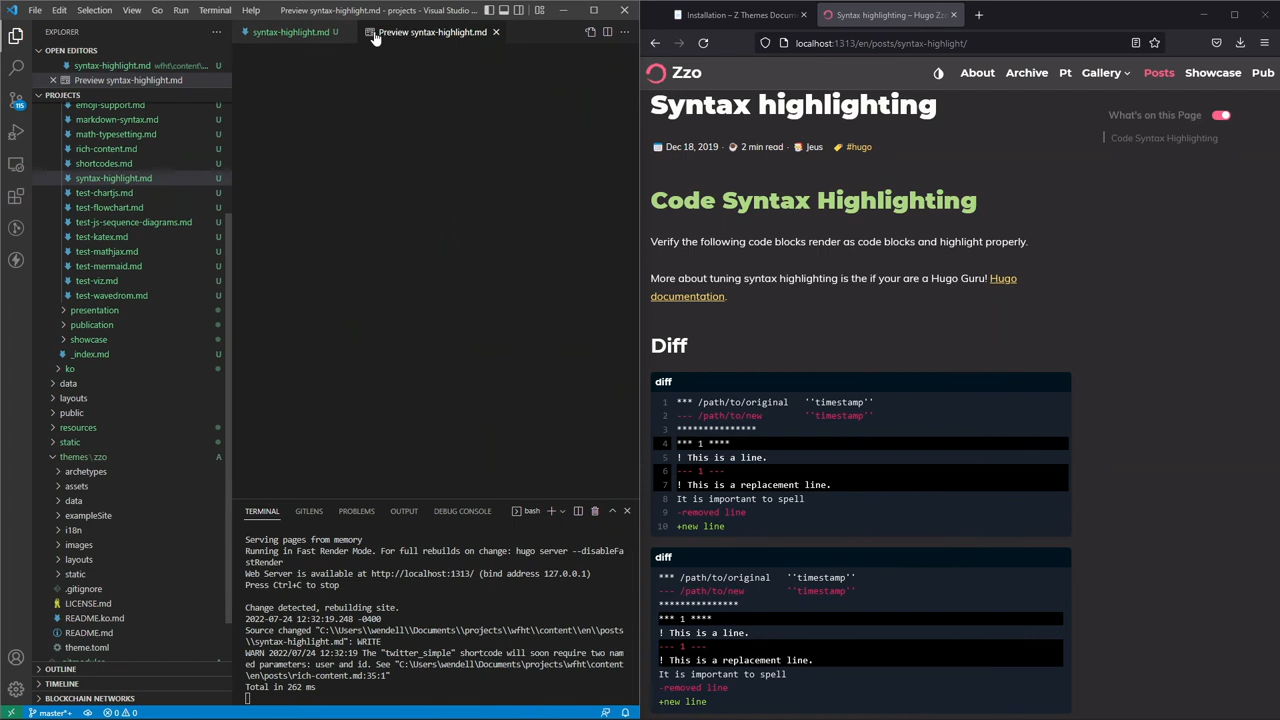 File Edit Selection View Go Run Terminal Help Preview syntax-highlight.md - projects - Visual Studio ...
EXPLORER
OPEN EDITORS
syntax-highlight.md wfht\content\en\... U
Preview syntax-highlight.md
PROJECTS
emoji-support.md U
markdown-syntax.md U
math-typesetting.md U
rich-content.md U
shortcodes.md U
syntax-highlight.md U
test-chartjs.md U
test-flowchart.md U
test-js-sequence-diagrams.md U
test-katex.md U
test-mathjax.md U
test-mermaid.md U
test-viz.md U
test-wavedrom.md U
presentation
publication
showcase
_index.md U
ko
data
layouts
public
resources
static
themes\zzo A
archetypes
assets
data
exampleSite
i18n
images
layouts
static
.gitignore
LICENSE.md
README.ko.md
README.md
theme.toml
.gitmodules
OUTLINE
TIMELINE
BLOCKCHAIN NETWORKS
115
master*+ 0 0
syntax-highlight.md U
Preview syntax-highlight.md
TERMINAL GITLENS PROBLEMS OUTPUT DEBUG CONSOLE bash
Serving pages from memory
Running in Fast Render Mode. For full rebuilds on change: hugo server --disableFa
stRender
Web Server is available at http://localhost:1313/ (bind address 127.0.0.1)
Press Ctrl+C to stop
Change detected, rebuilding site.
2022-07-24 12:32:19.248 -0400
Source changed "C:\\Users\\wendell\\Documents\\projects\\wfht\\content\\en\\posts
\\syntax-highlight.md": WRITE
WARN 2022/07/24 12:32:19 The "twitter_simple" shortcode will soon require two nam
ed parameters: user and id. See "C:\Users\wendell\Documents\projects\wfht\content
\en\posts\rich-content.md:35:1"
Total in 262 ms
Installation – Z Themes Documen
Syntax highlighting – Hugo Zzo
localhost:1313/en/posts/syntax-highlight/
Zzo About Archive Pt Gallery Posts Showcase Pub
Syntax highlighting
Dec 18, 2019 · 2 min read · Jeus · #hugo
What's on this Page
Code Syntax Highlighting
Code Syntax Highlighting
Verify the following code blocks render as code blocks and highlight properly.
More about tuning syntax highlighting is the if your are a Hugo Guru! Hugo
documentation.
Diff
diff
1 *** /path/to/original ''timestamp''
2 --- /path/to/new ''timestamp''
3 ***************
4 *** 1 ****
5 ! This is a line.
6 --- 1 ---
7 ! This is a replacement line.
8 It is important to spell
9 -removed line
10 +new line
diff
*** /path/to/original ''timestamp''
--- /path/to/new ''timestamp''
***************
*** 1 ****
! This is a line.
--- 1 ---
! This is a replacement line.
It is important to spell
-removed line
+new line